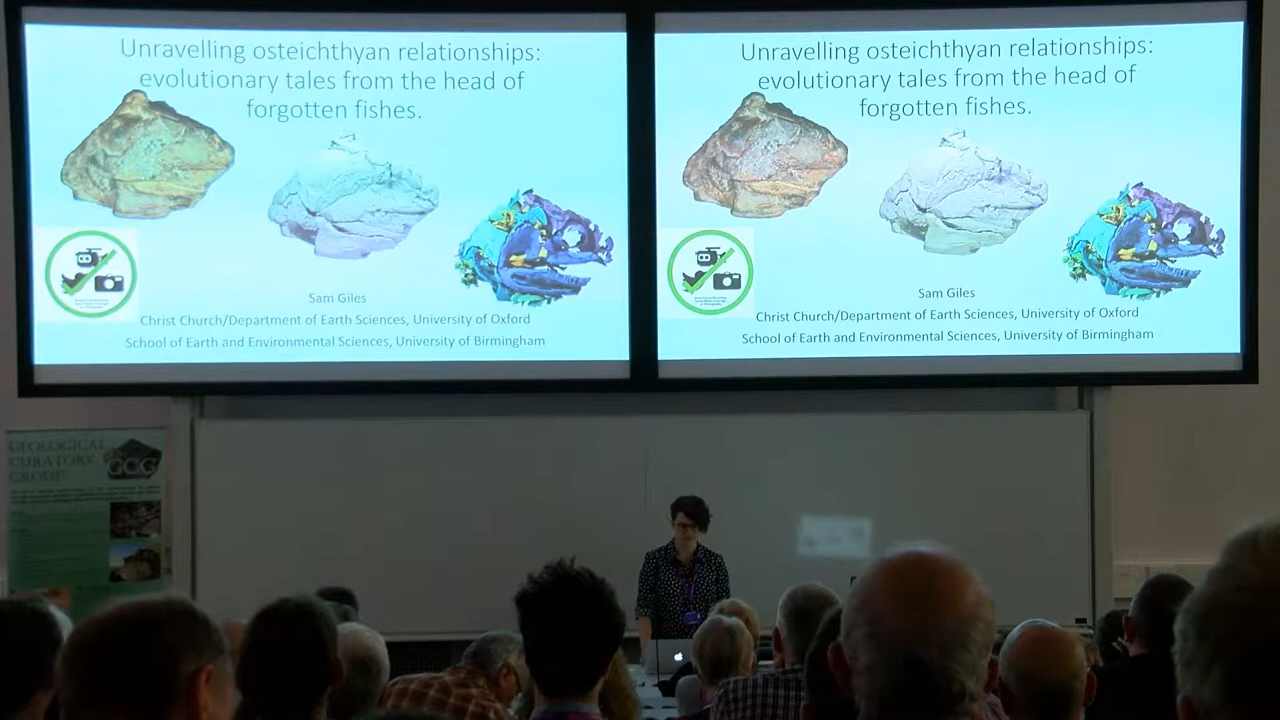 Unravelling osteichthyan relationships:
evolutionary tales from the head of
forgotten fishes.
Sam Giles
Christ Church/Department of Earth Sciences, University of Oxford
School of Earth and Environmental Sciences, University of Birmingham
Unravelling osteichthyan relationships:
evolutionary tales from the head of
forgotten fishes.
Sam Giles
Christ Church/Department of Earth Sciences, University of Oxford
School of Earth and Environmental Sciences, University of Birmingham
GEOLOGICAL
CURATORS'
GROUP
GCG